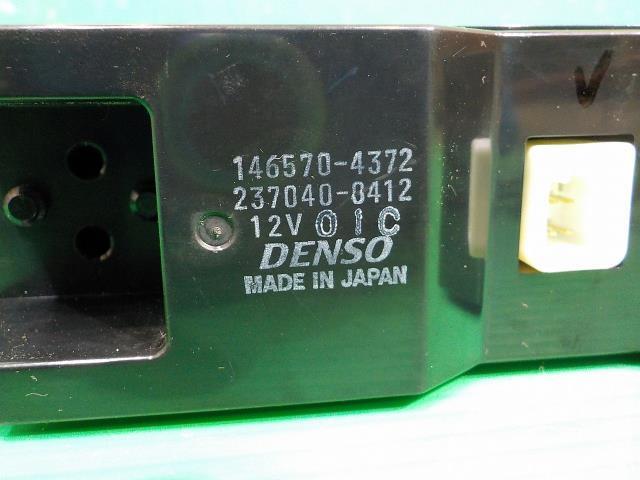 V
146570-4372
237040-0412
12V 01C
DENSO
MADE IN JAPAN